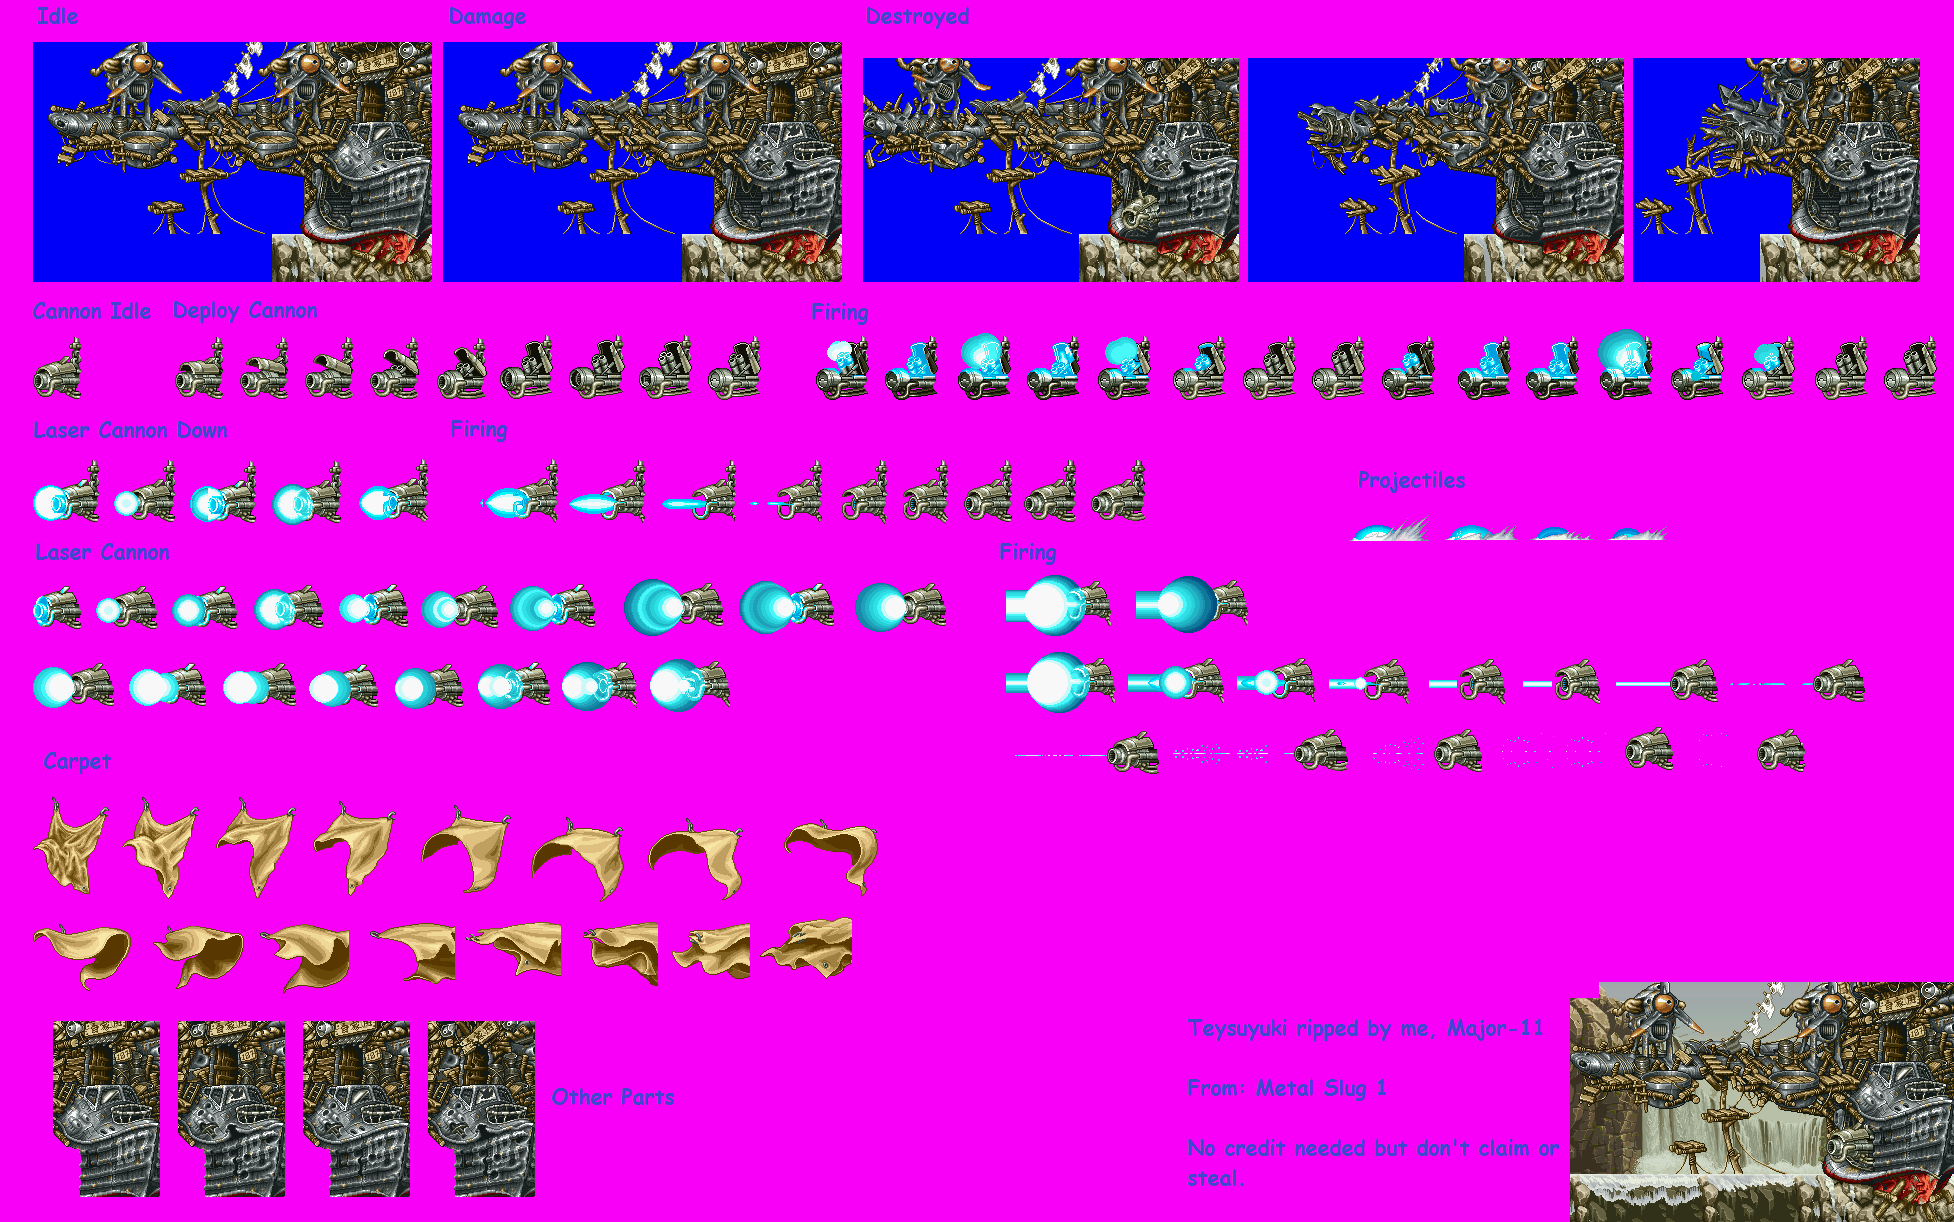 Idle
Damage
Destroyed
Cannon Idle
Deploy Cannon
Firing
Laser Cannon Down
Firing
Projectiles
Laser Cannon
Firing
Carpet
Other Parts
Teysuyuki ripped by me, Major-11
From: Metal Slug 1
No credit needed but don't claim or
steal.